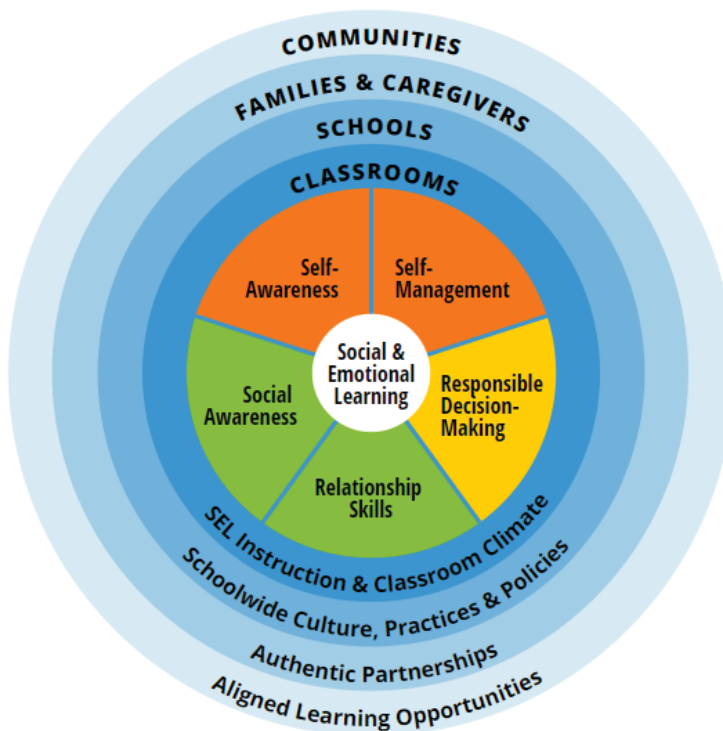 COMMUNITIES
FAMILIES & CAREGIVERS
SCHOOLS
CLASSROOMS
Self-
Awareness
Self-
Management
Social &
Emotional
Learning
Social
Awareness
Responsible
Decision-
Making
Relationship
Skills
SEL Instruction & Classroom Climate
Schoolwide Culture, Practices & Policies
Authentic Partnerships
Aligned Learning Opportunities